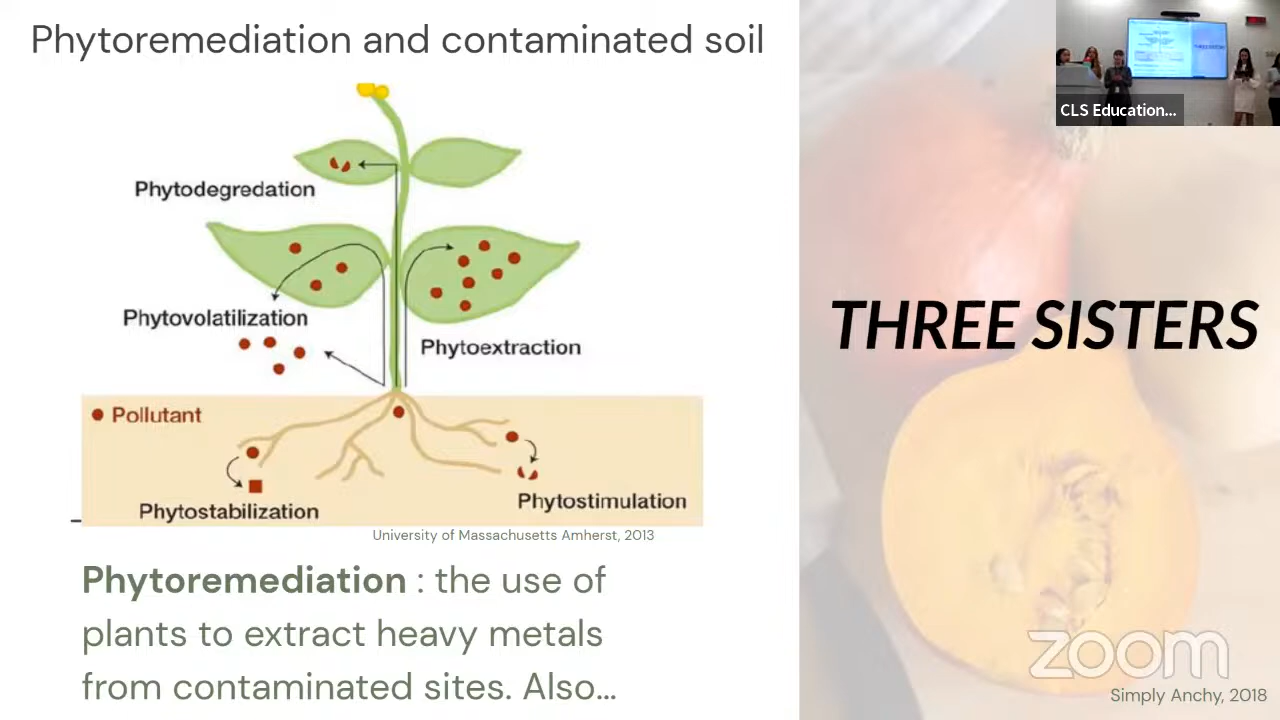 Phytoremediation and contaminated soil
CLS Education...
Phytodegredation
Phytovolatilization
Phytoextraction
Pollutant
Phytostabilization
Phytostimulation
University of Massachusetts Amherst, 2013
Phytoremediation : the use of
plants to extract heavy metals
from contaminated sites. Also...
THREE SISTERS
zoom
Simply Anchy, 2018